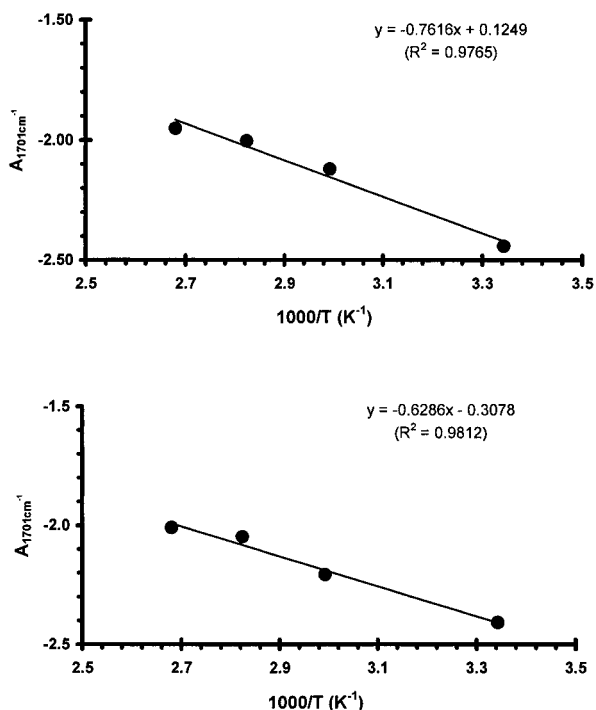 -1.50
y = -0.7616x + 0.1249
(R² = 0.9765)
-2.00
A1701cm⁻¹
-2.50
2.5 2.7 2.9 3.1 3.3 3.5
1000/T (K⁻¹)
-1.5
y = -0.6286x - 0.3078
(R² = 0.9812)
-2.0
A1701cm⁻¹
-2.5
2.5 2.7 2.9 3.1 3.3 3.5
1000/T (K⁻¹)